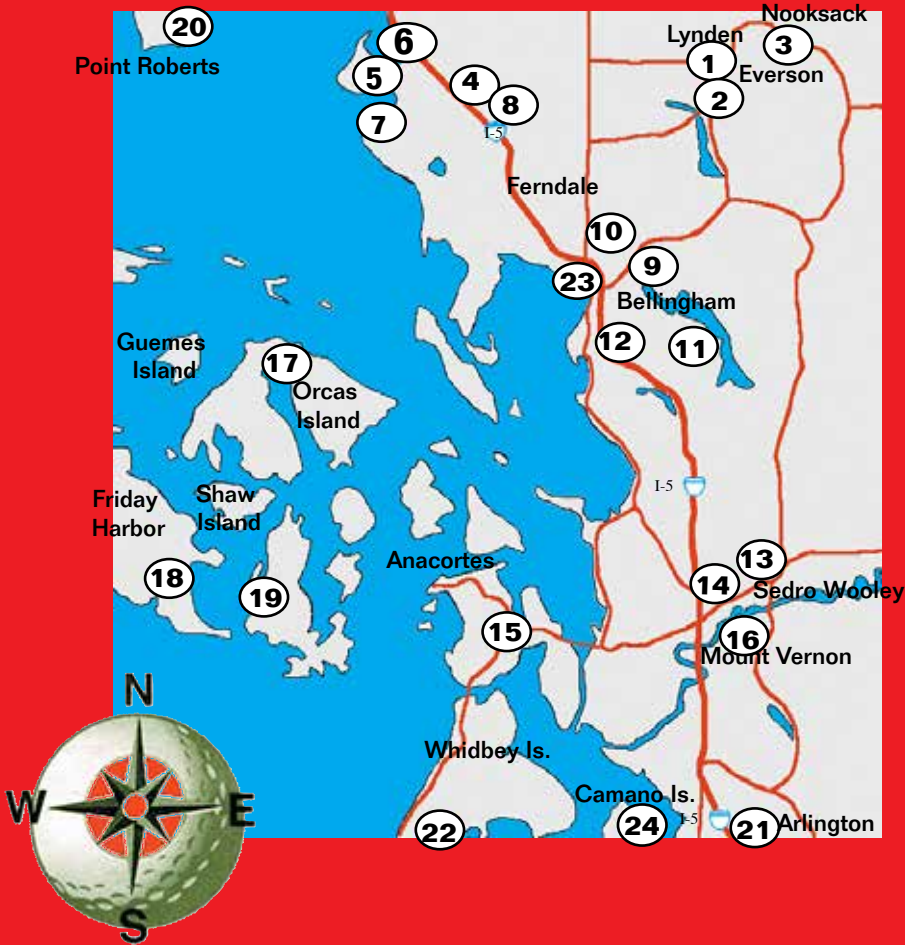 Nooksack
20
Lynden
3
6
Point Roberts
1
Everson
5
4
2
8
7
I-5
Ferndale
10
9
23
Bellingham
Guemes
Island
12
11
17
Orcas
Island
I-5
Friday
Harbor
Shaw
Island
Anacortes
13
14
18
Sedro Wooley
19
15
16
Mount Vernon
N
Whidbey Is.
Camano Is.
W
E
22
24
I-5
21
Arlington
S